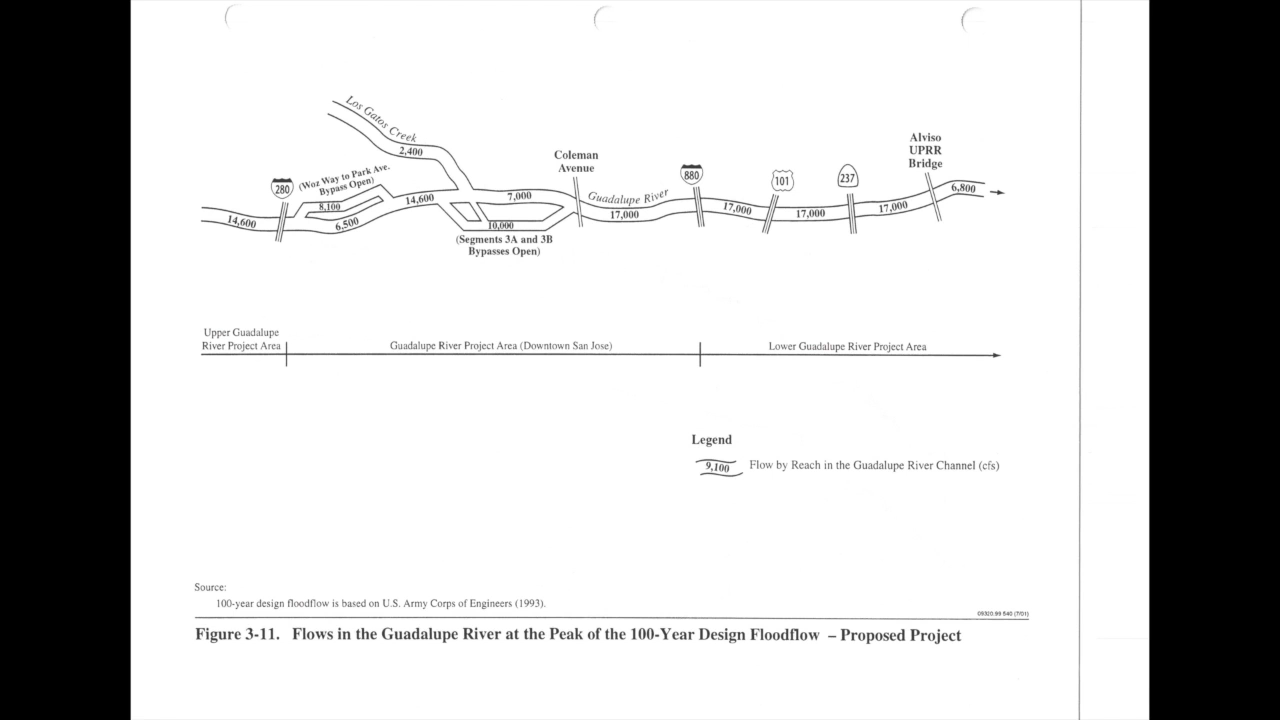 Los Gatos Creek
2,400
280
(Woz Way to Park Ave.
Bypass Open)
8,100
14,600
6,500
14,600
7,000
10,000
(Segments 3A and 3B
Bypasses Open)
Coleman
Avenue
Guadalupe River
17,000
880
17,000
101
17,000
237
17,000
Alviso
UPRR
Bridge
6,800
Upper Guadalupe
River Project Area
Guadalupe River Project Area (Downtown San Jose)
Lower Guadalupe River Project Area
Legend
9,100
Flow by Reach in the Guadalupe River Channel (cfs)
Source:
100-year design floodflow is based on U.S. Army Corps of Engineers (1993).
09320.99 540 (7/01)
Figure 3-11. Flows in the Guadalupe River at the Peak of the 100-Year Design Floodflow – Proposed Project